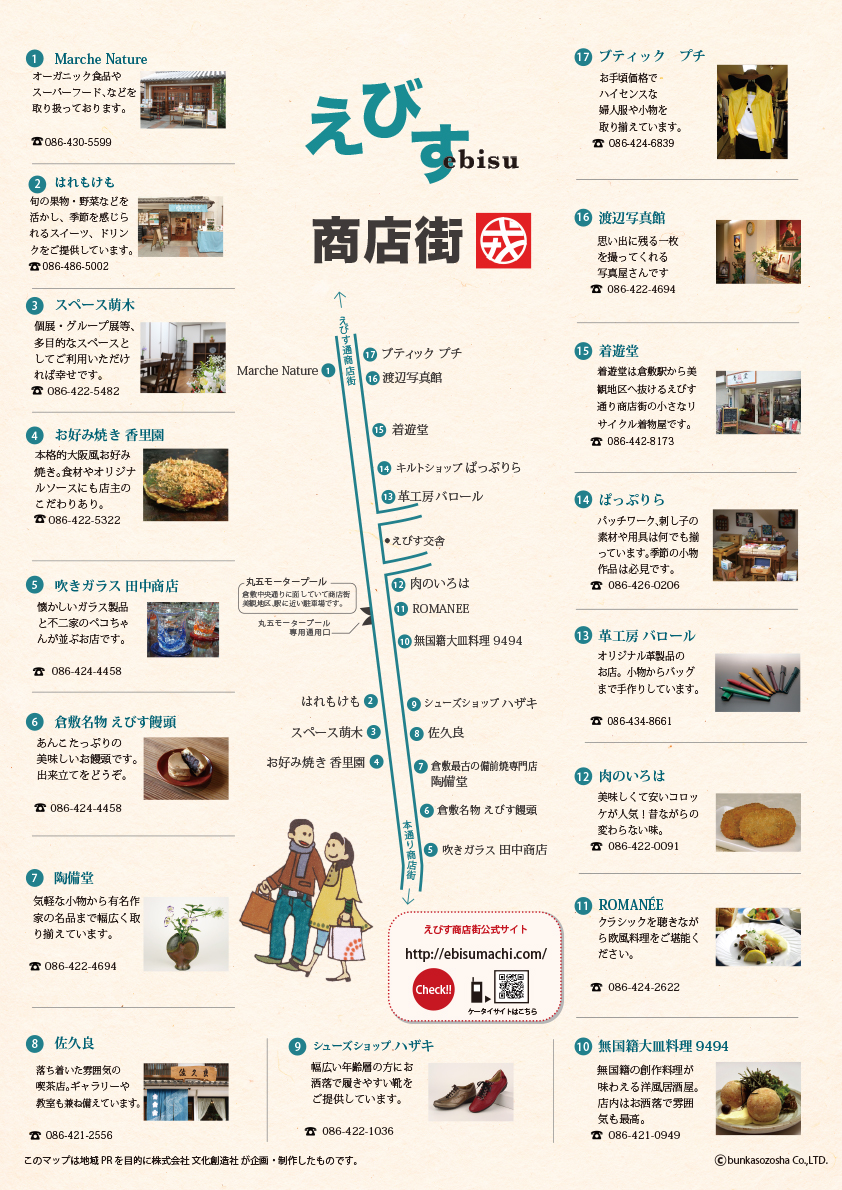 えびす
ebisu
商店街
戎
1 Marche Nature
オーガニック食品や
スーパーフード、などを
取り扱っております。
☎086-430-5599
2 はれもけも
旬の果物・野菜などを
活かし、季節を感じら
れるスイーツ、ドリン
クをご提供しています。
☎086-486-5002
3 スペース萌木
個展・グループ展等、
多目的なスペースと
してご利用いただけ
れば幸せです。
☎ 086-422-5482
4 お好み焼き 香里園
本格的大阪風お好み
焼き。食材やオリジナ
ルソースにも店主の
こだわりあり。
☎086-422-5322
5 吹きガラス 田中商店
懐かしいガラス製品
と不二家のペコちゃ
んが並ぶお店です。
☎ 086-424-4458
6 倉敷名物 えびす饅頭
あんこたっぷりの
美味しいお饅頭です。
出来立てをどうぞ。
☎ 086-424-4458
7 陶備堂
気軽な小物から有名作
家の名品まで幅広く取
り揃えています。
☎ 086-422-4694
8 佐久良
落ち着いた雰囲気の
喫茶店。ギャラリーや
教室も兼ね備えています。
☎ 086-421-2556
佐久良
9 シューズショップ ハザキ
幅広い年齢層の方にお
洒落で履きやすい靴を
ご提供しています。
☎ 086-422-1036
10 無国籍大皿料理 9494
無国籍の創作料理が
味わえる洋風居酒屋。
店内はお洒落で雰囲
気も最高。
☎ 086-421-0949
11 ROMANÉE
クラシックを聴きなが
ら欧風料理をご堪能く
ださい。
☎ 086-424-2622
12 肉のいろは
美味しくて安いコロッ
ケが人気！昔ながらの
変わらない味。
☎ 086-422-0091
13 革工房 バロール
オリジナル革製品の
お店。小物からバッグ
まで手作りしています。
☎ 086-434-8661
14 ぱっぷりら
パッチワーク、刺し子の
素材や用具は何でも揃
っています。季節の小物
作品は必見です。
☎ 086-426-0206
15 着遊堂
着遊堂は倉敷駅から美
観地区へ抜けるえびす
通り商店街の小さなリ
サイクル着物屋です。
☎ 086-442-8173
16 渡辺写真館
思い出に残る一枚
を撮ってくれる
写真屋さんです
☎ 086-422-4694
17 ブティック プチ
お手頃価格で
ハイセンスな
婦人服や小物を
取り揃えています。
☎ 086-424-6839
えびす通商店街
Marche Nature 1
17 ブティック プチ
16 渡辺写真館
15 着遊堂
14 キルトショップ ぱっぷりら
13 革工房 バロール
●えびす交舎
12 肉のいろは
丸五モータープール
倉敷中央通りに面していて商店街
美観地区、駅に近い駐車場です。
丸五モータープール
専用通用口
11 ROMANEE
10 無国籍大皿料理 9494
はれもけも 2
9 シューズショップ ハザキ
スペース萌木 3
8 佐久良
お好み焼き 香里園 4
7 倉敷最古の備前焼専門店
陶備堂
6 倉敷名物 えびす饅頭
5 吹きガラス 田中商店
本通り商店街
えびす商店街公式サイト
http://ebisumachi.com/
Check!!
ケータイサイトはこちら
このマップは地域 PR を目的に株式会社 文化創造社 が企画・制作したものです。
©bunkasozosha Co.,LTD.